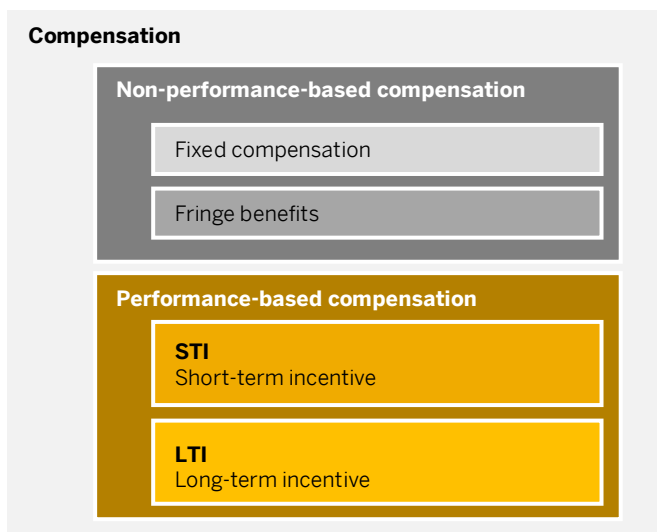 Compensation
Non-performance-based compensation
Fixed compensation
Fringe benefits
Performance-based compensation
STI
Short-term incentive
LTI
Long-term incentive